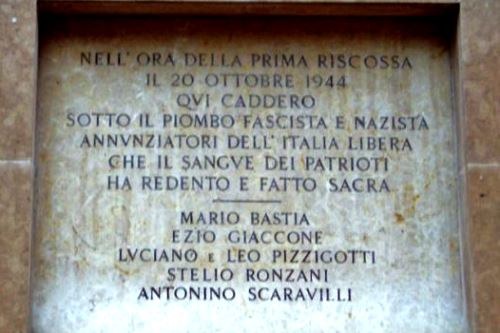 NELL' ORA DELLA PRIMA RISCOSSA
IL 20 OTTOBRE 1944
QVI CADDERO
SOTTO IL PIOMBO FASCISTA E NAZISTA
ANNVNZIATORI DELL' ITALIA LIBERA
CHE IL SANGVE DEI PATRIOTI
HA REDENTO E FATTO SACRA
MARIO BASTIA
EZIO GIACCONE
LVCIANO E LEO PIZZIGOTTI
STELIO RONZANI
ANTONINO SCARAVILLI